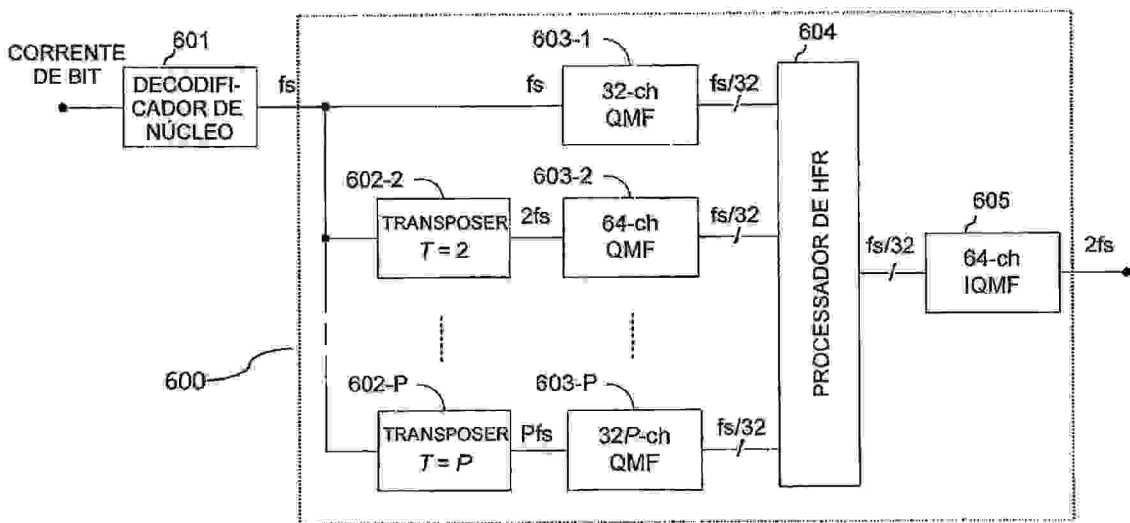 CORRENTE
DE BIT
601
DECODIFI-
CADOR DE
NÚCLEO
fs
fs
603-1
32-ch
QMF
fs/32
604
PROCESSADOR DE HFR
602-2
TRANSPOSER
T = 2
2fs
603-2
64-ch
QMF
fs/32
fs/32
605
64-ch
IQMF
2fs
600
602-P
TRANSPOSER
T = P
Pfs
603-P
32P-ch
QMF
fs/32